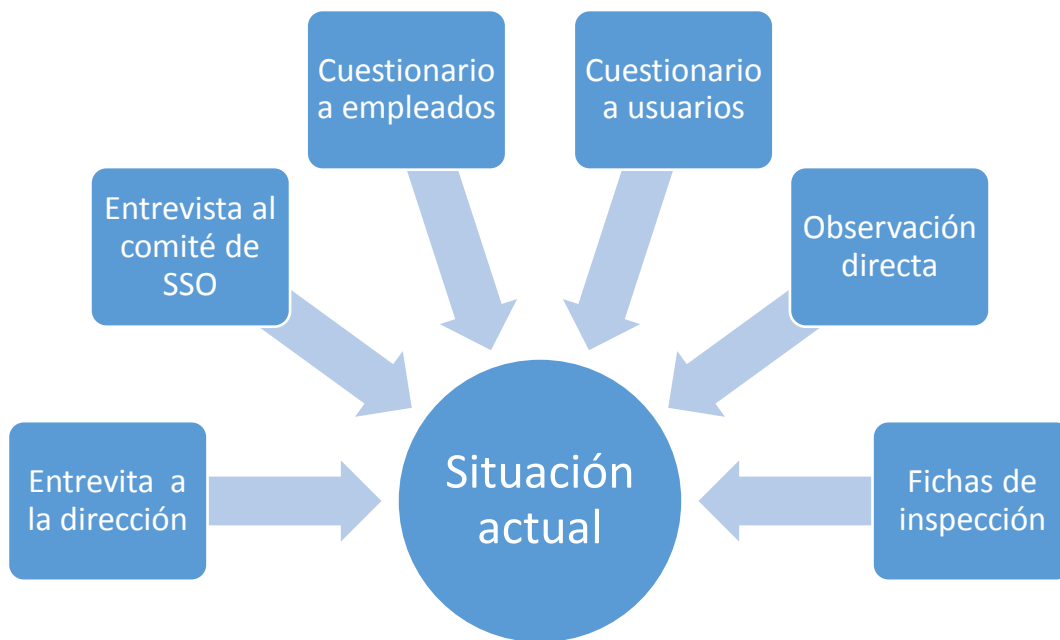 Cuestionario
a empleados
Cuestionario
a usuarios
Entrevista al
comité de
SSO
Observación
directa
Entrevita a
la dirección
Situación
actual
Fichas de
inspección